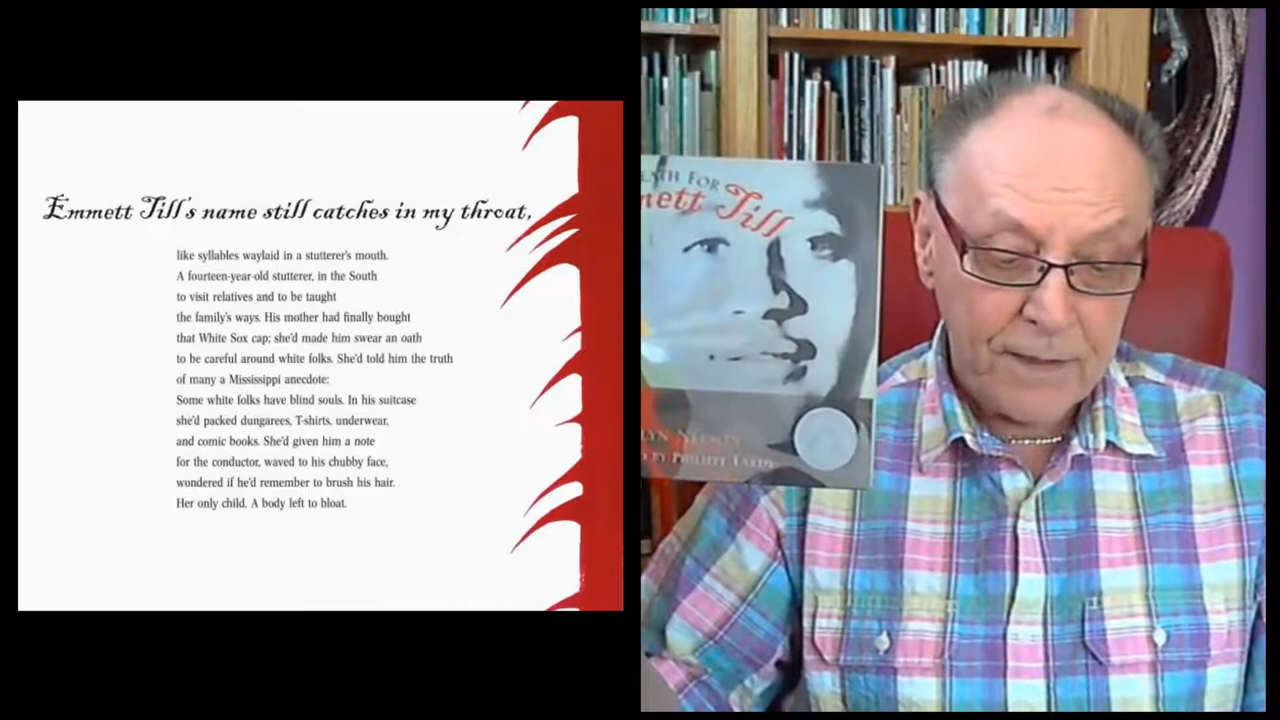 Emmett Till's name still catches in my throat,
like syllables waylaid in a stutterer's mouth.
A fourteen-year-old stutterer, in the South
to visit relatives and to be taught
the family's ways. His mother had finally bought
that White Sox cap; she'd made him swear an oath
to be careful around white folks. She'd told him the truth
of many a Mississippi anecdote:
Some white folks have blind souls. In his suitcase
she'd packed dungarees, T-shirts, underwear,
and comic books. She'd given him a note
for the conductor, waved to his chubby face,
wondered if he'd remember to brush his hair.
Her only child. A body left to bloat.
FOR
Till
NELSON
BY PHILIPPE LARDY